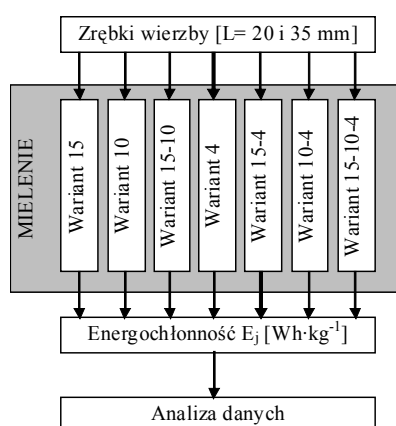 Zrębki wierzby [L= 20 i 35 mm]
MIELENIE
Wariant 15
Wariant 10
Wariant 15-10
Wariant 4
Wariant 15-4
Wariant 10-4
Wariant 15-10-4
Energochłonność Ej [Wh·kg⁻¹]
Analiza danych